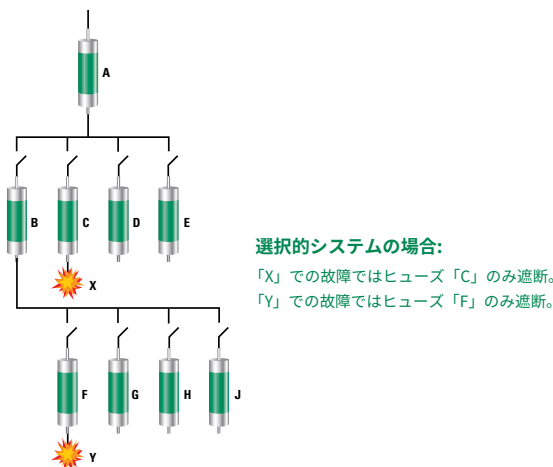 A
B
C
D
E
X
選択的システムの場合:
「X」での故障ではヒューズ「C」のみ遮断。
「Y」での故障ではヒューズ「F」のみ遮断。
F
G
H
J
Y